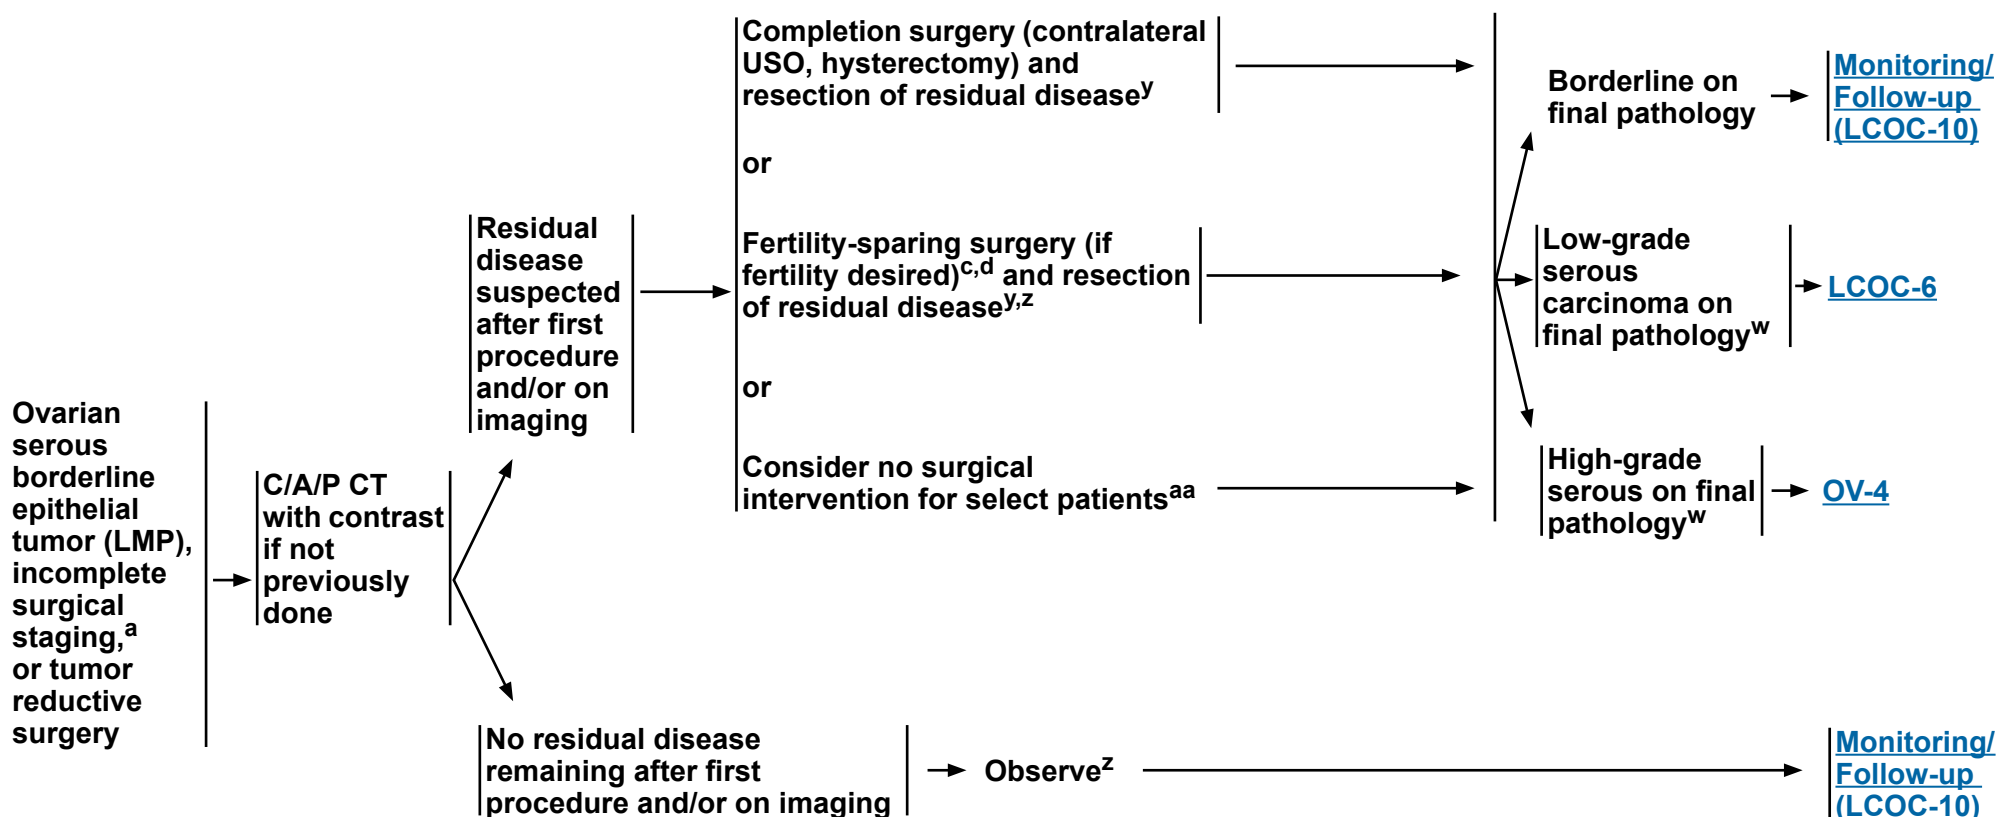 Ovarian
serous
borderline
epithelial
tumor (LMP),
incomplete
surgical
staging,a
or tumor
reductive
surgery
C/A/P CT
with contrast
if not
previously
done
Residual
disease
suspected
after first
procedure
and/or on
imaging
Completion surgery (contralateral
USO, hysterectomy) and
resection of residual diseasey
or
Fertility-sparing surgery (if
fertility desired)c,d and resection
of residual diseasey,z
or
Consider no surgical
intervention for select patientsaa
Borderline on
final pathology
Monitoring/
Follow-up
(LCOC-10)
Low-grade
serous
carcinoma on
final pathologyw
LCOC-6
High-grade
serous on final
pathologyw
OV-4
No residual disease
remaining after first
procedure and/or on imaging
Observez
Monitoring/
Follow-up
(LCOC-10)